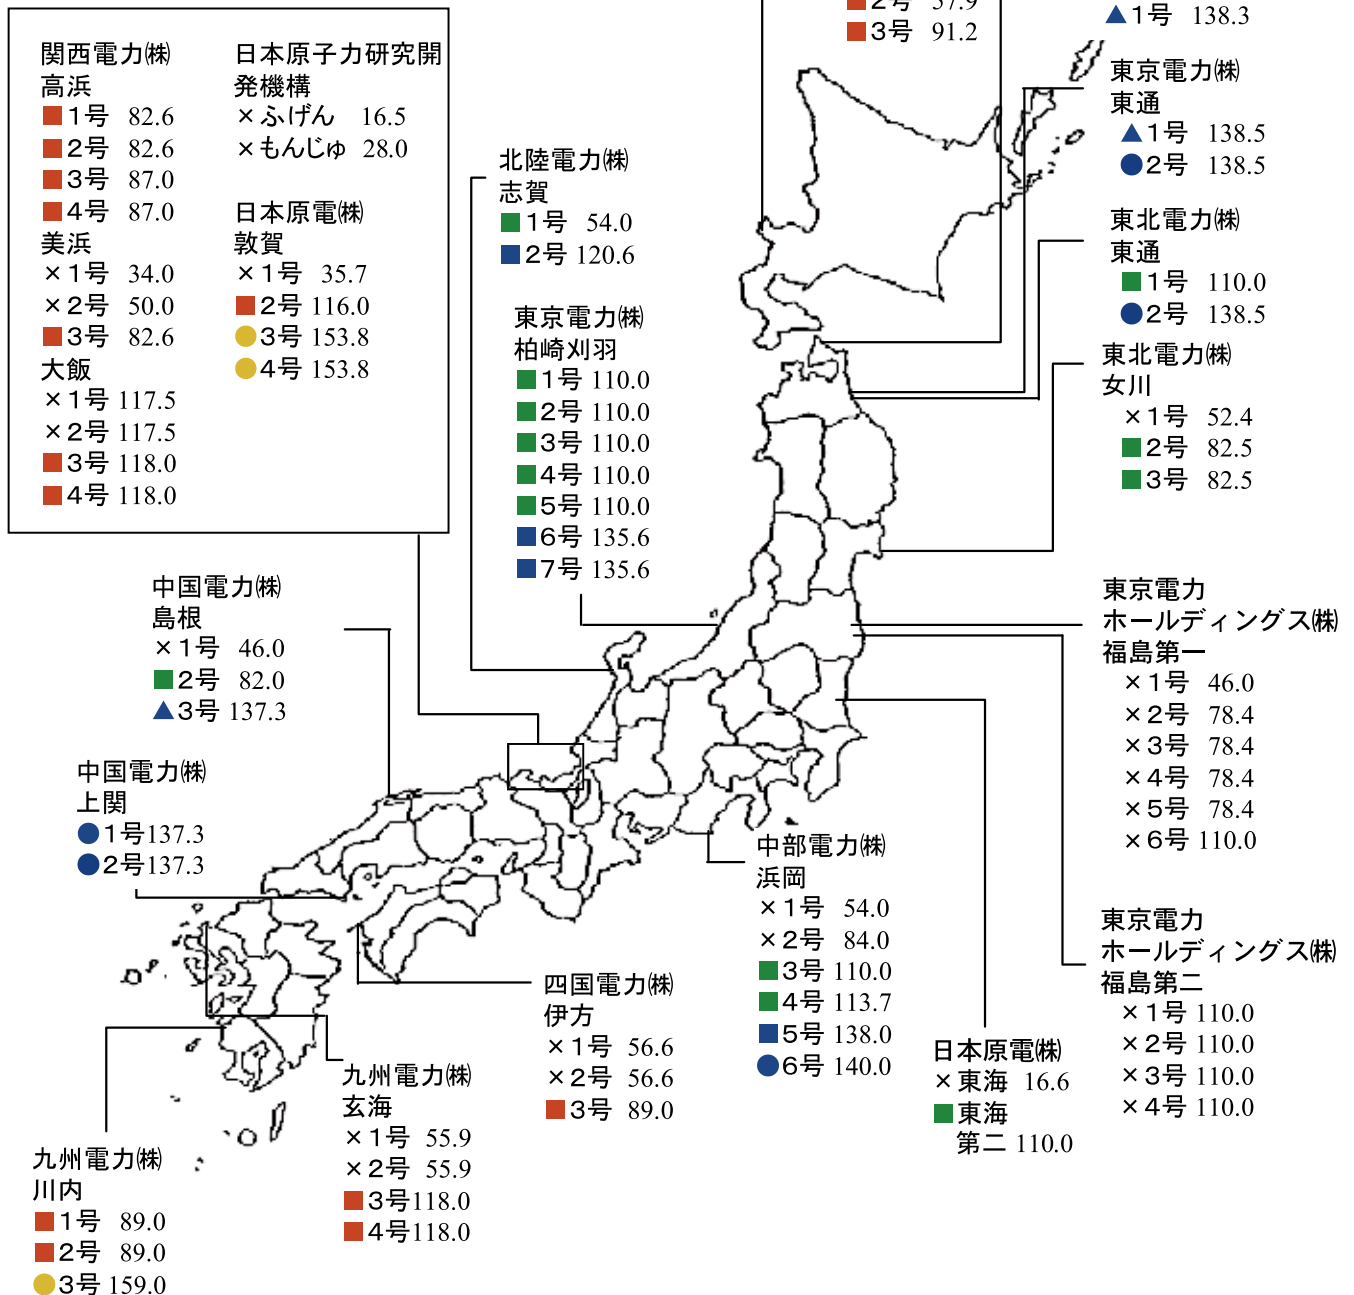 関西電力㈱
高浜
1号 82.6
2号 82.6
3号 87.0
4号 87.0
美浜
×1号 34.0
×2号 50.0
3号 82.6
大飯
×1号 117.5
×2号 117.5
3号 118.0
4号 118.0
日本原子力研究開
発機構
×ふげん 16.5
×もんじゅ 28.0
日本原電㈱
敦賀
×1号 35.7
2号 116.0
3号 153.8
4号 153.8
2号 57.9
3号 91.2
1号 138.3
東京電力㈱
東通
1号 138.5
2号 138.5
東北電力㈱
東通
1号 110.0
2号 138.5
東北電力㈱
女川
×1号 52.4
2号 82.5
3号 82.5
北陸電力㈱
志賀
1号 54.0
2号 120.6
東京電力㈱
柏崎刈羽
1号 110.0
2号 110.0
3号 110.0
4号 110.0
5号 110.0
6号 135.6
7号 135.6
中国電力㈱
島根
×1号 46.0
2号 82.0
3号 137.3
中国電力㈱
上関
1号 137.3
2号 137.3
東京電力
ホールディングス㈱
福島第一
×1号 46.0
×2号 78.4
×3号 78.4
×4号 78.4
×5号 78.4
×6号 110.0
東京電力
ホールディングス㈱
福島第二
×1号 110.0
×2号 110.0
×3号 110.0
×4号 110.0
中部電力㈱
浜岡
×1号 54.0
×2号 84.0
3号 110.0
4号 113.7
5号 138.0
6号 140.0
日本原電㈱
×東海 16.6
東海
第二 110.0
四国電力㈱
伊方
×1号 56.6
×2号 56.6
3号 89.0
九州電力㈱
玄海
×1号 55.9
×2号 55.9
3号 118.0
4号 118.0
九州電力㈱
川内
1号 89.0
2号 89.0
3号 159.0